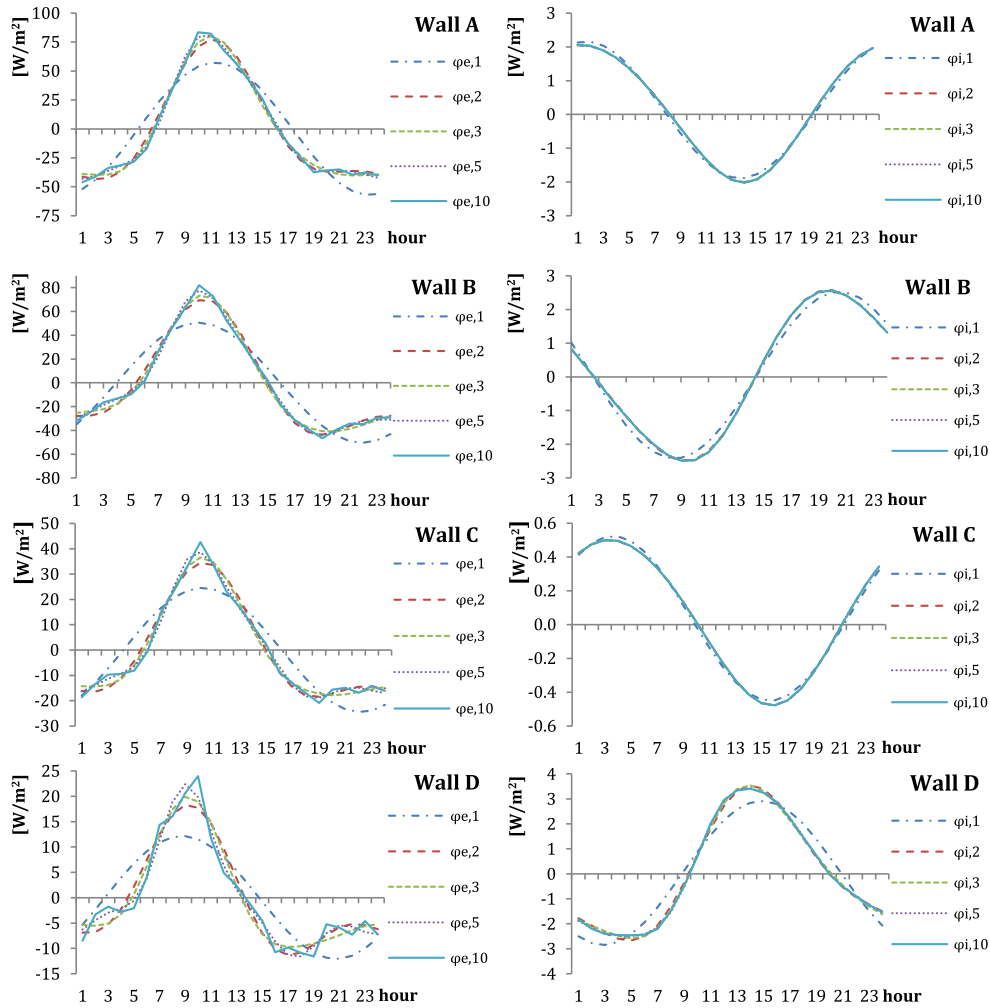 Wall A
[W/m²]
100
75
50
25
0
-25
-50
-75
1 3 5 7 9 11 13 15 17 19 21 23 hour
φe,1
φe,2
φe,3
φe,5
φe,10
Wall A
[W/m²]
3
2
1
0
-1
-2
-3
1 3 5 7 9 11 13 15 17 19 21 23 hour
φi,1
φi,2
φi,3
φi,5
φi,10
Wall B
[W/m²]
80
60
40
20
0
-20
-40
-60
-80
1 3 5 7 9 11 13 15 17 19 21 23 hour
φe,1
φe,2
φe,3
φe,5
φe,10
Wall B
[W/m²]
3
2
1
0
-1
-2
-3
1 3 5 7 9 11 13 15 17 19 21 23 hour
φi,1
φi,2
φi,3
φi,5
φi,10
Wall C
[W/m²]
50
40
30
20
10
0
-10
-20
-30
1 3 5 7 9 11 13 15 17 19 21 23 hour
φe,1
φe,2
φe,3
φe,5
φe,10
Wall C
[W/m²]
0.6
0.4
0.2
0.0
-0.2
-0.4
-0.6
1 3 5 7 9 11 13 15 17 19 21 23 hour
φi,1
φi,2
φi,3
φi,5
φi,10
Wall D
[W/m²]
25
20
15
10
5
0
-5
-10
-15
1 3 5 7 9 11 13 15 17 19 21 23 hour
φe,1
φe,2
φe,3
φe,5
φe,10
Wall D
[W/m²]
4
3
2
1
0
-1
-2
-3
-4
1 3 5 7 9 11 13 15 17 19 21 23 hour
φi,1
φi,2
φi,3
φi,5
φi,10